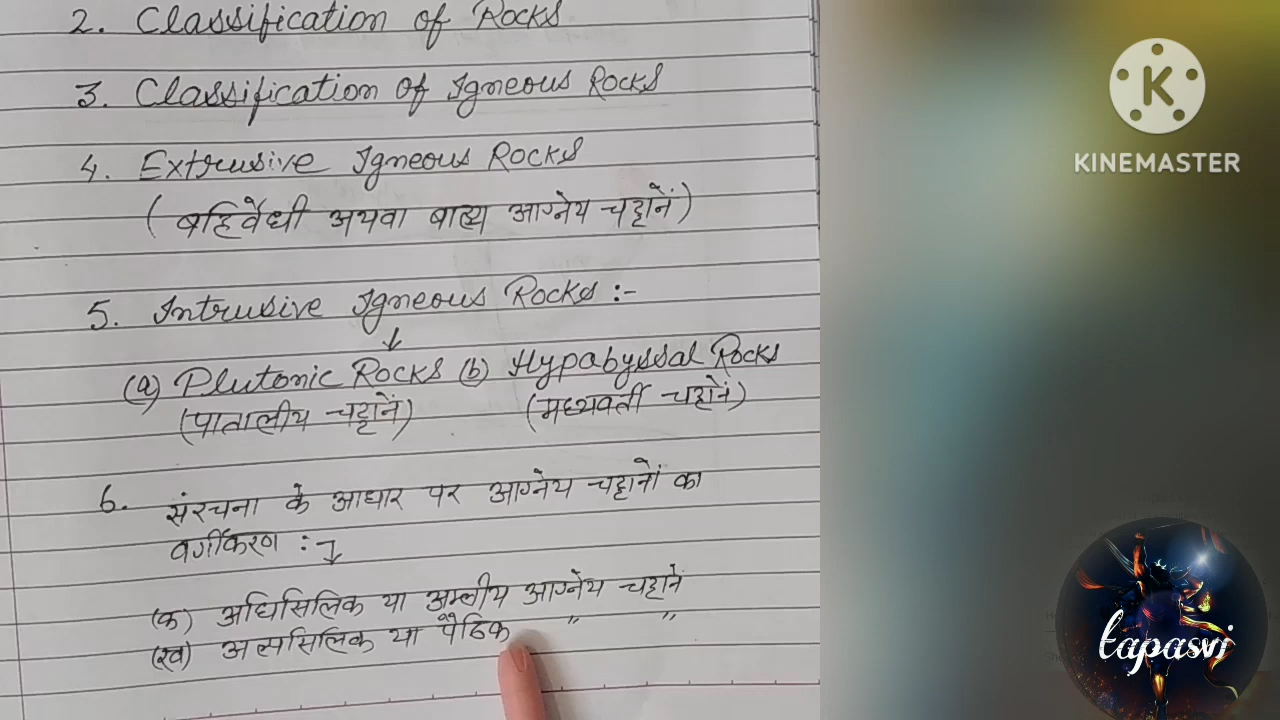 2. Classification of Rocks
3. Classification of Igneous Rocks
4. Extrusive Igneous Rocks
( बहिर्वेधी अथवा बाह्य आग्नेय चट्टानें )
5. Intrusive Igneous Rocks :-
↓
(a) Plutonic Rocks (b) Hypabyssal Rocks
(पातालीय चट्टानें) (मध्यवर्ती चट्टानें)
6. संरचना के आधार पर आग्नेय चट्टानों का
वर्गीकरण :-
(क) अधिसिलिक या अम्लीय आग्नेय चट्टानें
(ख) अल्पसिलिक या पैठिक " "
K
KINEMASTER
tapasvi